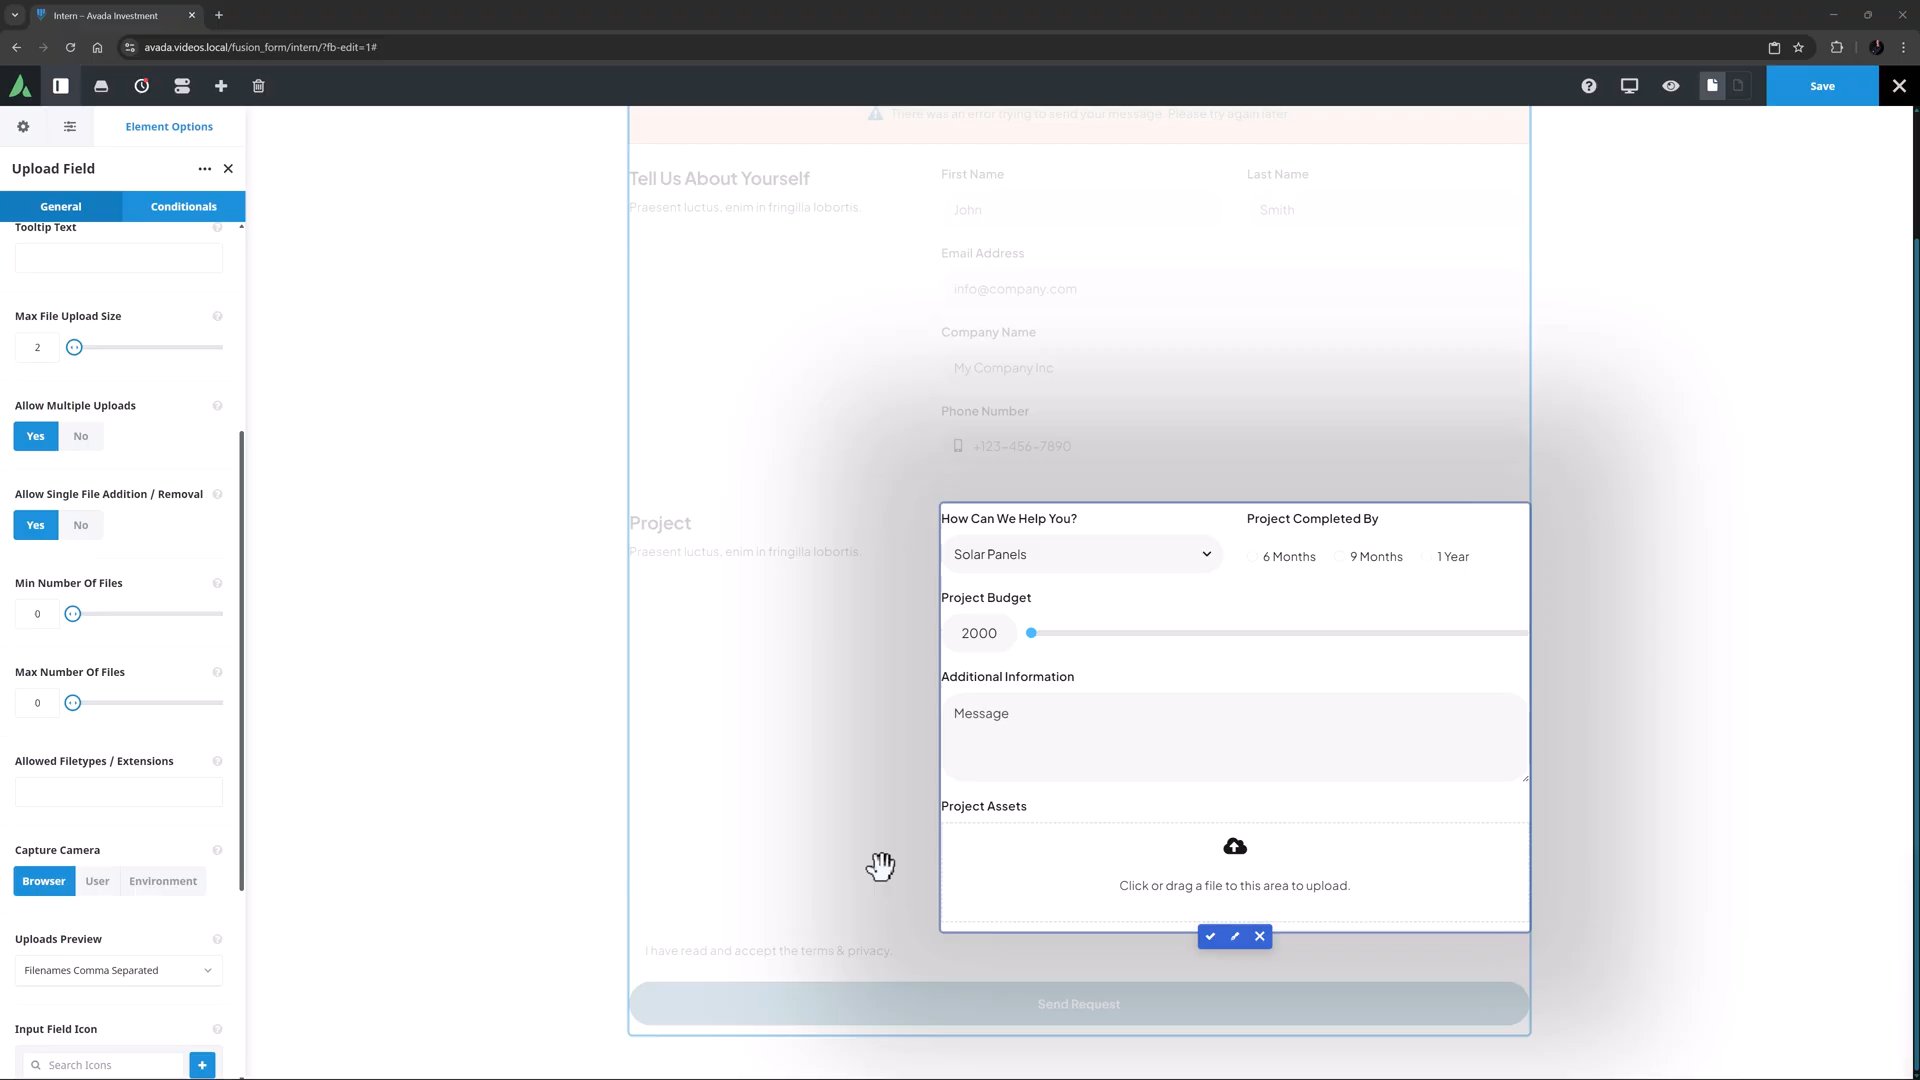 Intern – Avada Investment
avada.videos.local/fusion_form/intern/?fb-edit=1#
Save
Element Options
Upload Field
General
Conditionals
Tooltip Text
Max File Upload Size
2
Allow Multiple Uploads
Yes
No
Allow Single File Addition / Removal
Yes
No
Min Number Of Files
0
Max Number Of Files
0
Allowed Filetypes / Extensions
Capture Camera
Browser
User
Environment
Uploads Preview
Filenames Comma Separated
Input Field Icon
Search Icons
There was an error trying to send your message. Please try again later
Tell Us About Yourself
Praesent luctus, enim in fringilla lobortis.
First Name
Last Name
John
Smith
Email Address
info@company.com
Company Name
My Company Inc
Phone Number
+123-456-7890
Project
Praesent luctus, enim in fringilla lobortis.
How Can We Help You?
Project Completed By
Solar Panels
6 Months
9 Months
1 Year
Project Budget
2000
Additional Information
Message
Project Assets
Click or drag a file to this area to upload.
I have read and accept the terms & privacy.
Send Request